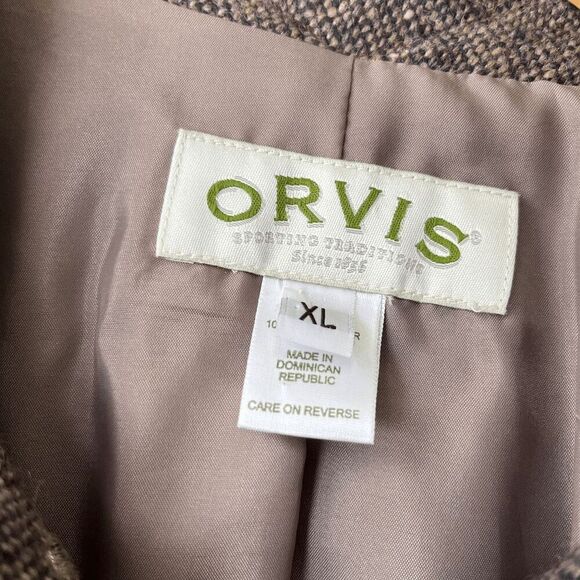 ORVIS®
SPORTING TRADITIONS
Since 1856
XL
MADE IN
DOMINICAN
REPUBLIC
CARE ON REVERSE